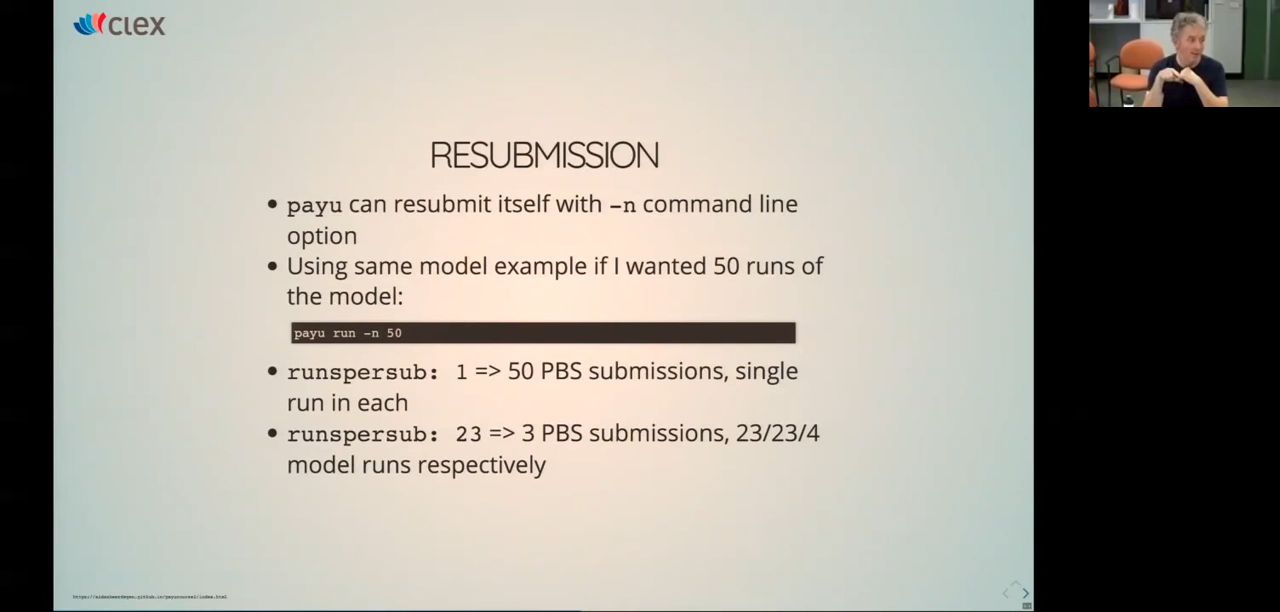 clex
RESUBMISSION
• payu can resubmit itself with -n command line
option
• Using same model example if I wanted 50 runs of
the model:
payu run -n 50
• runspersub: 1 => 50 PBS submissions, single
run in each
• runspersub: 23 => 3 PBS submissions, 23/23/4
model runs respectively